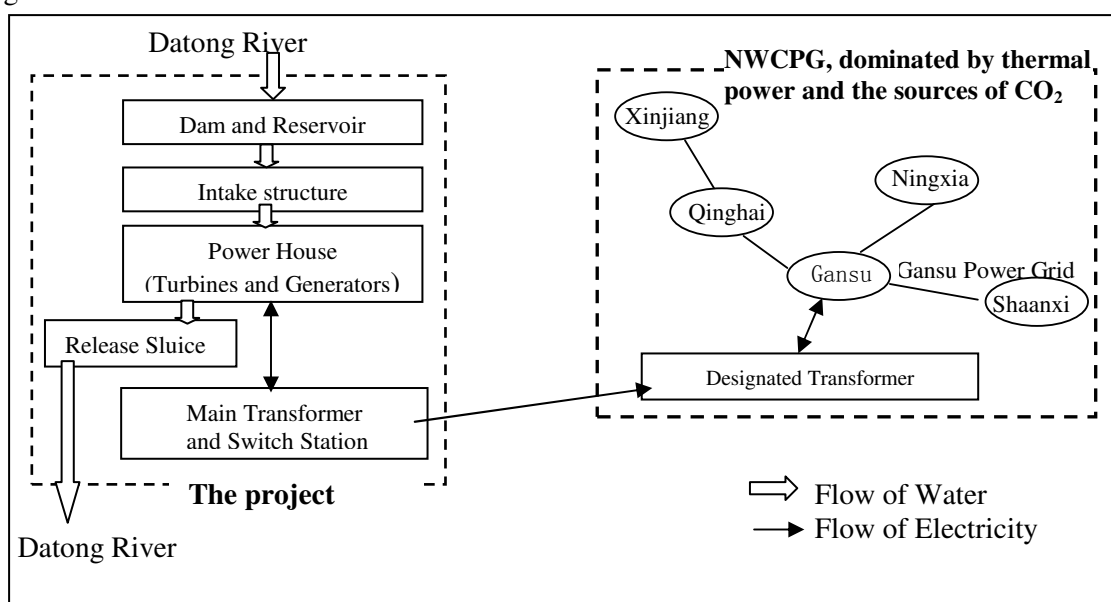 Datong River
Dam and Reservoir
Intake structure
Power House
(Turbines and Generators)
Release Sluice
Main Transformer
and Switch Station
The project
Datong River
NWCPG, dominated by thermal
power and the sources of CO₂
Xinjiang
Ningxia
Qinghai
Gansu
Gansu Power Grid
Shaanxi
Designated Transformer
Flow of Water
Flow of Electricity